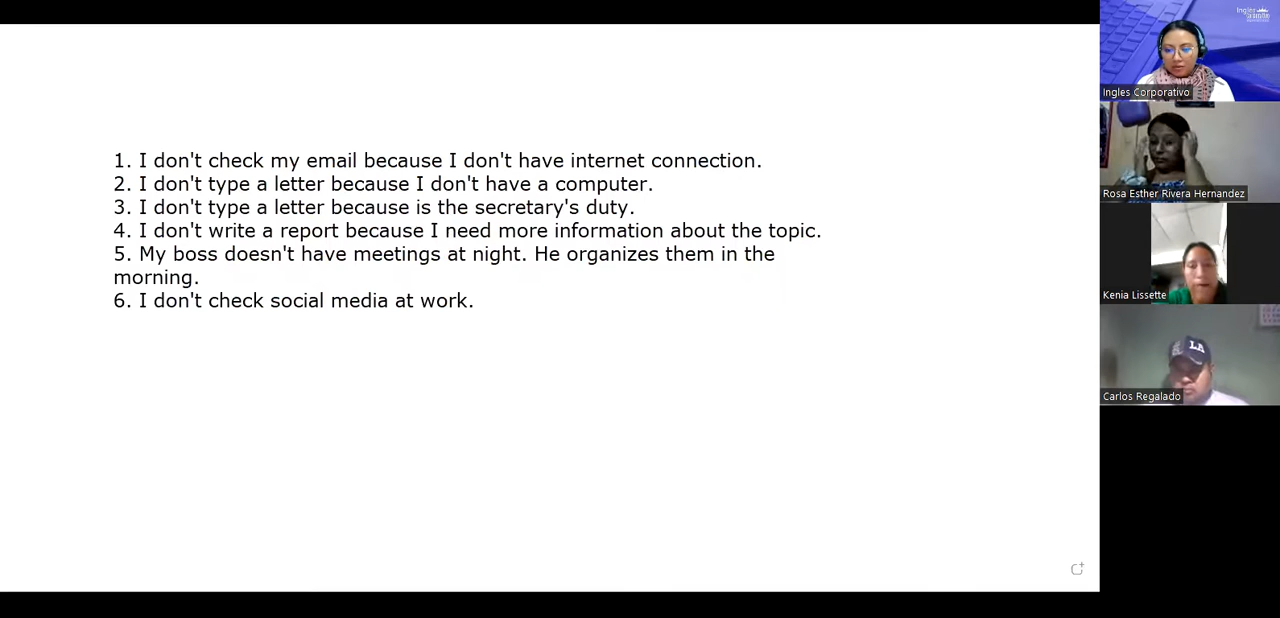 1. I don't check my email because I don't have internet connection.
2. I don't type a letter because I don't have a computer.
3. I don't type a letter because is the secretary's duty.
4. I don't write a report because I need more information about the topic.
5. My boss doesn't have meetings at night. He organizes them in the
morning.
6. I don't check social media at work.
Ingles Corporativo
Rosa Esther Rivera Hernandez
Kenia Lissette
LA
Carlos Regalado